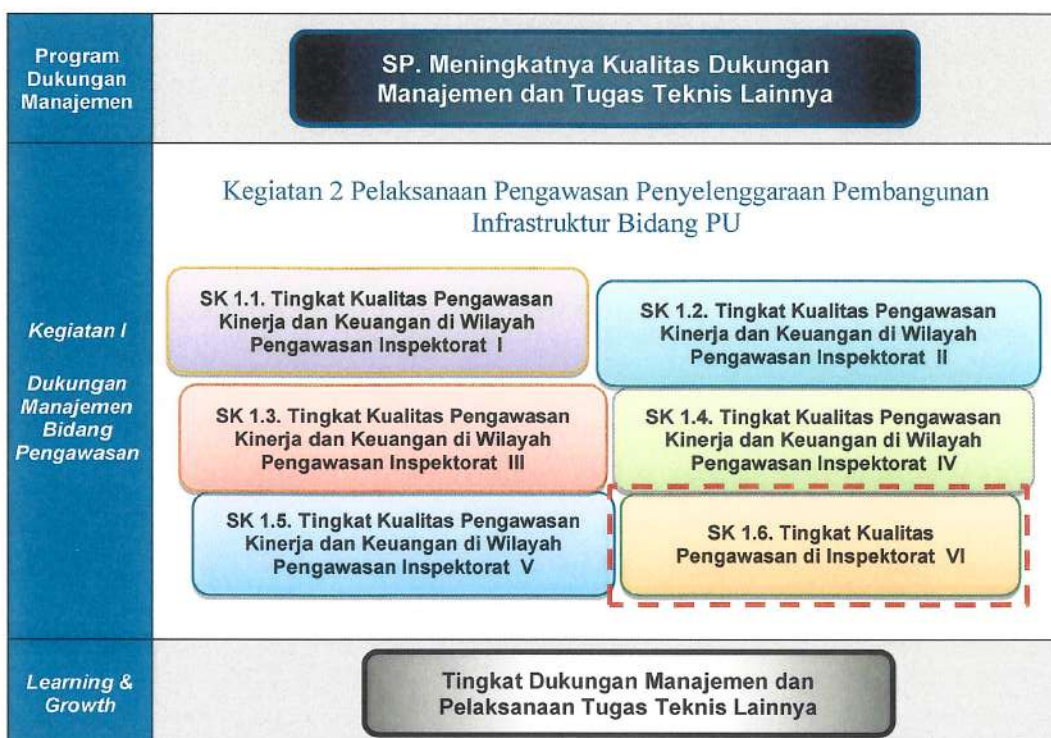 Program
Dukungan
Manajemen
SP. Meningkatnya Kualitas Dukungan
Manajemen dan Tugas Teknis Lainnya
Kegiatan I
Dukungan
Manajemen
Bidang
Pengawasan
Kegiatan 2 Pelaksanaan Pengawasan Penyelenggaraan Pembangunan
Infrastruktur Bidang PU
SK 1.1. Tingkat Kualitas Pengawasan
Kinerja dan Keuangan di Wilayah
Pengawasan Inspektorat I
SK 1.2. Tingkat Kualitas Pengawasan
Kinerja dan Keuangan di Wilayah
Pengawasan Inspektorat II
SK 1.3. Tingkat Kualitas Pengawasan
Kinerja dan Keuangan di Wilayah
Pengawasan Inspektorat III
SK 1.4. Tingkat Kualitas Pengawasan
Kinerja dan Keuangan di Wilayah
Pengawasan Inspektorat IV
SK 1.5. Tingkat Kualitas Pengawasan
Kinerja dan Keuangan di Wilayah
Pengawasan Inspektorat V
SK 1.6. Tingkat Kualitas
Pengawasan di Inspektorat VI
Learning &
Growth
Tingkat Dukungan Manajemen dan
Pelaksanaan Tugas Teknis Lainnya